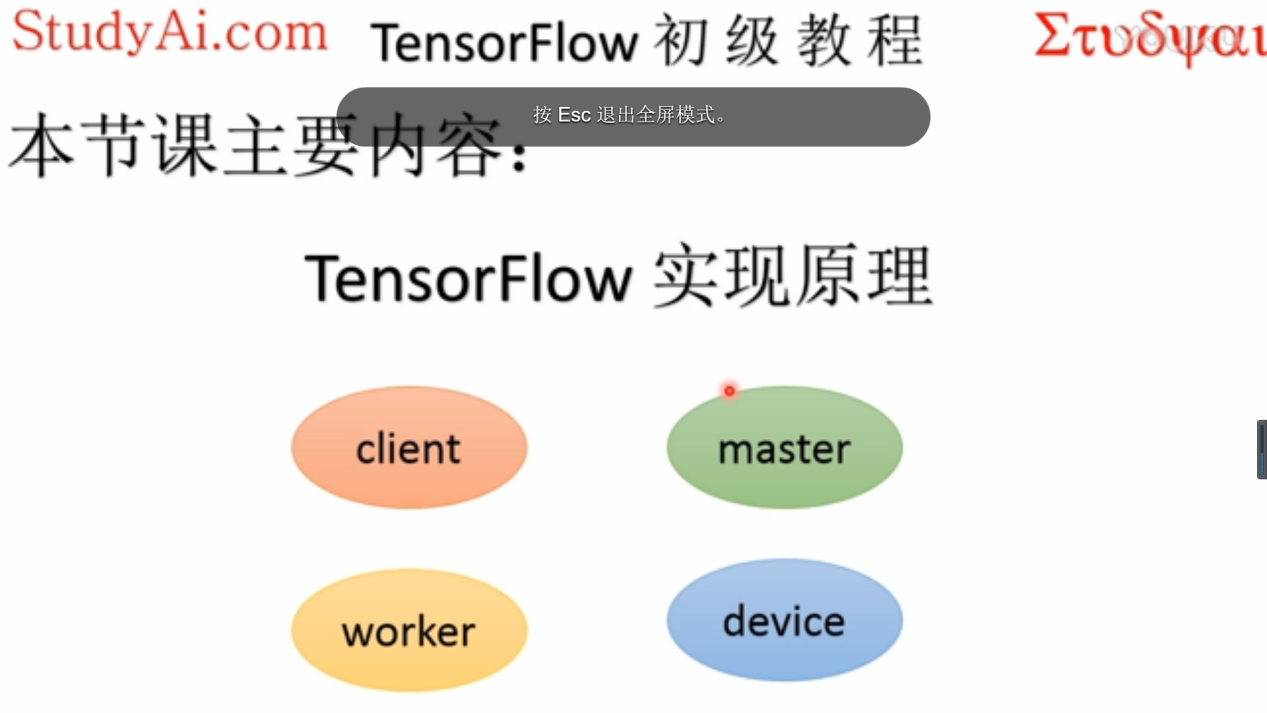 StudyAi.com
TensorFlow 初 级 教 程
Στυδψαι
按 Esc 退出全屏模式。
本节课主要内容：
TensorFlow 实现原理
client
master
worker
device